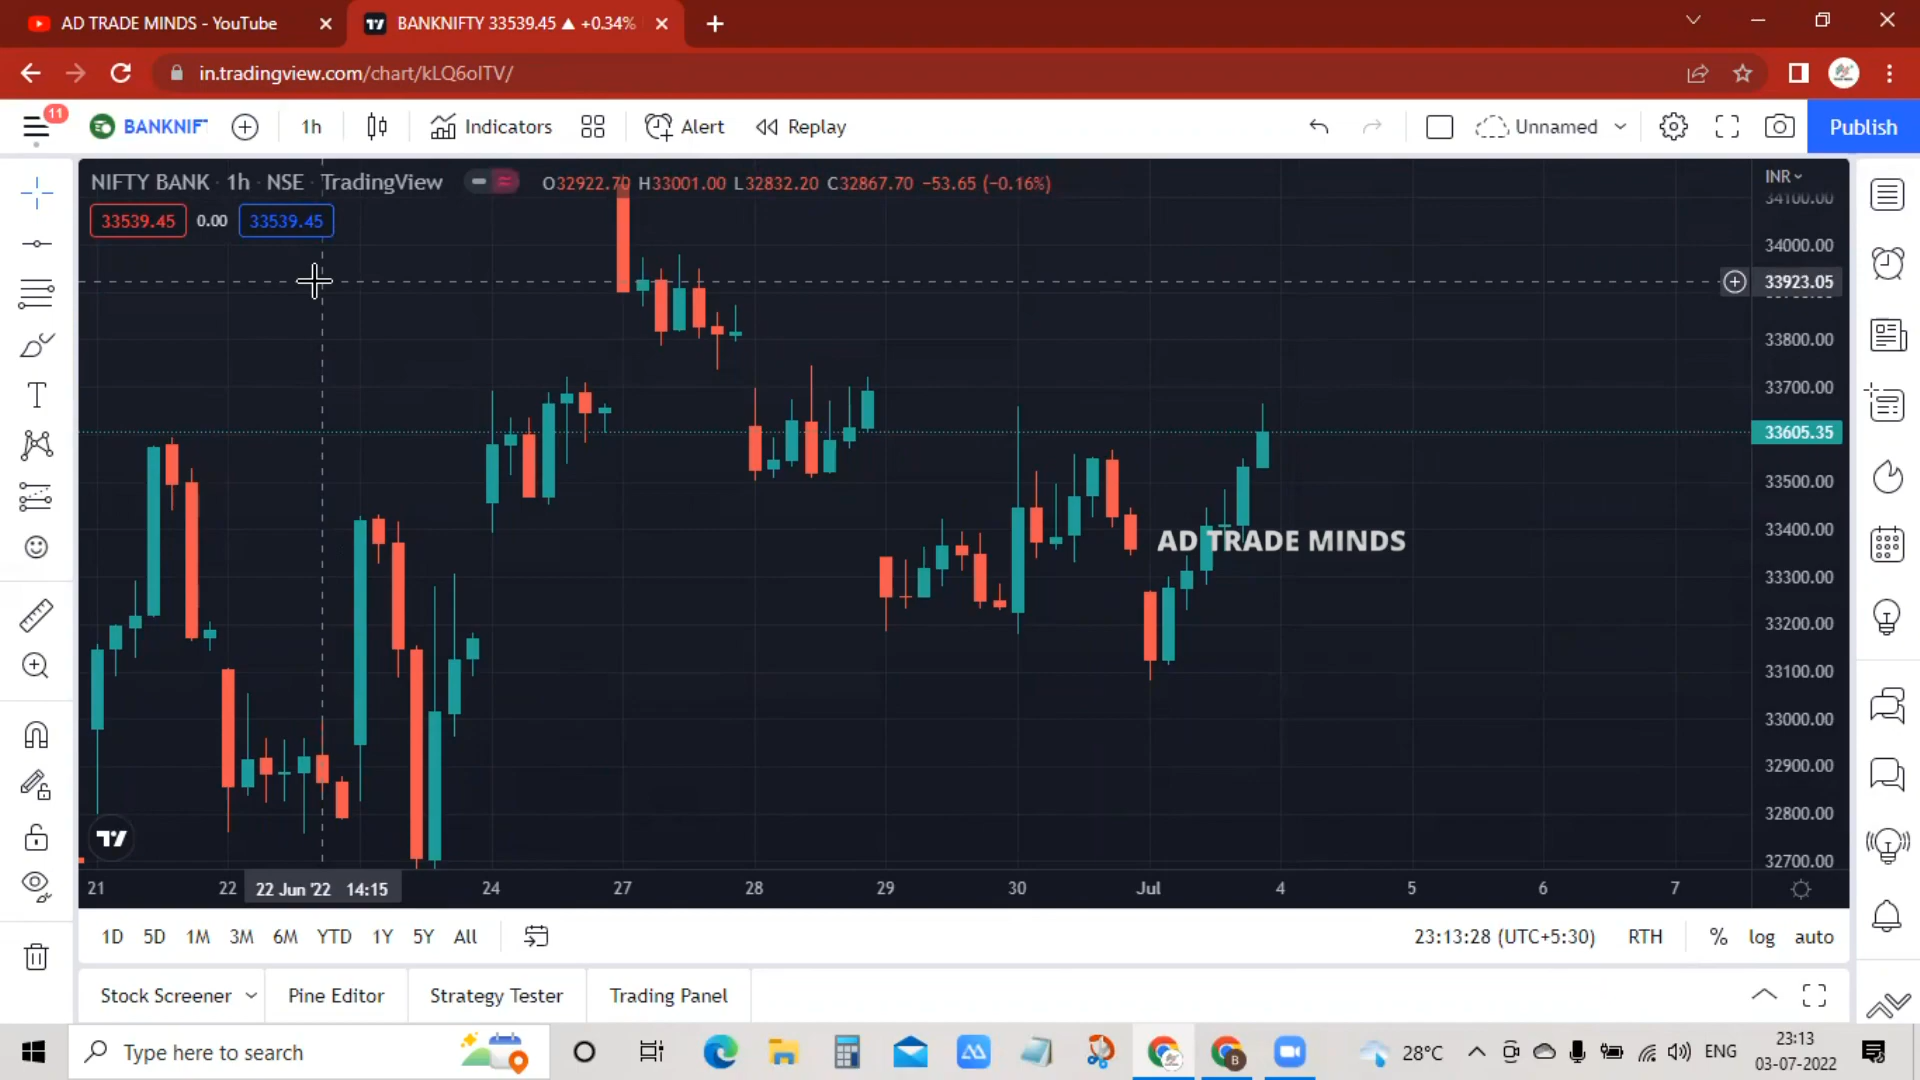 AD TRADE MINDS - YouTube
BANKNIFTY 33539.45 ▲ +0.34%
in.tradingview.com/chart/kLQ6oITV/
11
BANKNIF
1h
Indicators
Alert
Replay
Unnamed
Publish
NIFTY BANK · 1h · NSE · TradingView
O32922.70 H33001.00 L32832.20 C32867.70 −53.65 (−0.16%)
INR
33539.45 0.00 33539.45
34100.00
34000.00
33923.05
33800.00
33700.00
33605.35
33500.00
33400.00
AD TRADE MINDS
33300.00
33200.00
33100.00
33000.00
32900.00
32800.00
32700.00
21 22 22 Jun '22 14:15 24 27 28 29 30 Jul 4 5 6 7
1D 5D 1M 3M 6M YTD 1Y 5Y All
23:13:28 (UTC+5:30) RTH % log auto
Stock Screener Pine Editor Strategy Tester Trading Panel
Type here to search
B
28°C
ENG
23:13
03-07-2022